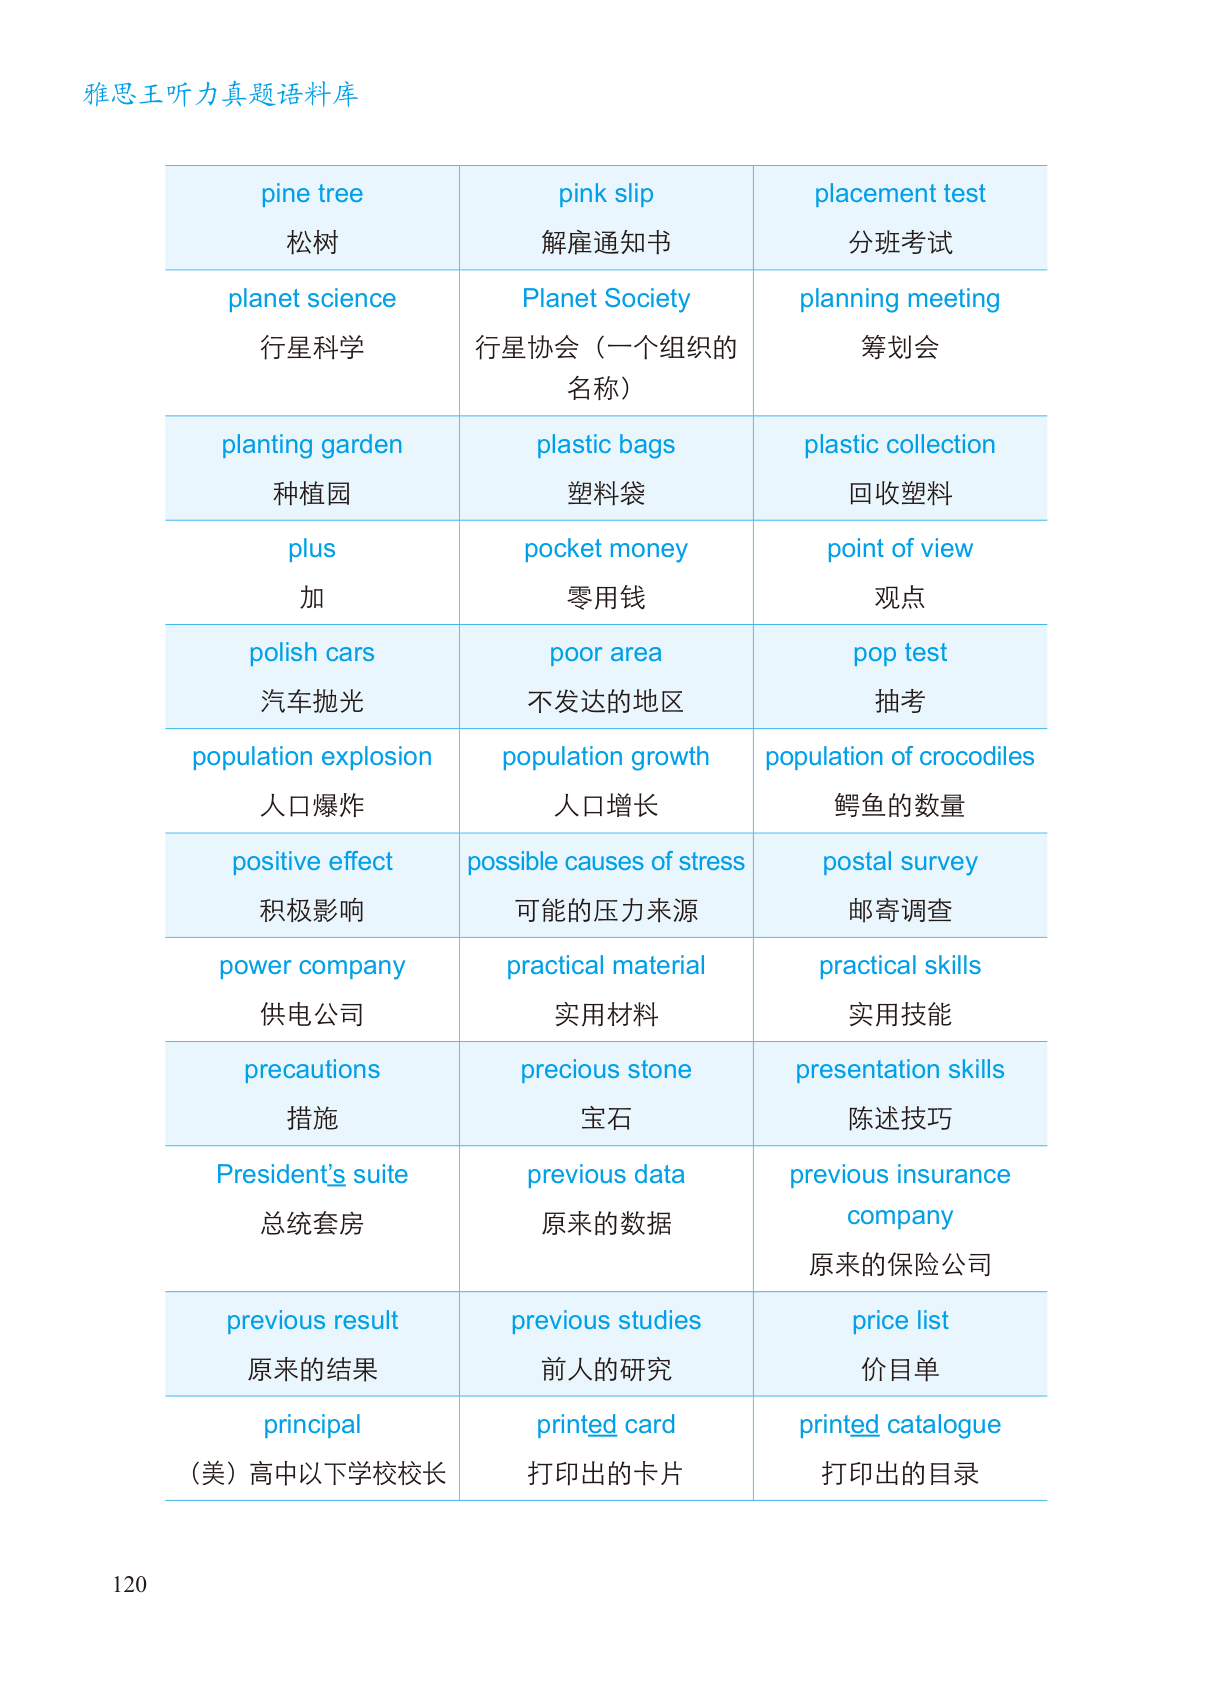 雅思王听力真题语料库
pine tree
松树
pink slip
解雇通知书
placement test
分班考试
planet science
行星科学
Planet Society
行星协会（一个组织的
名称）
planning meeting
筹划会
planting garden
种植园
plastic bags
塑料袋
plastic collection
回收塑料
plus
加
pocket money
零用钱
point of view
观点
polish cars
汽车抛光
poor area
不发达的地区
pop test
抽考
population explosion
人口爆炸
population growth
人口增长
population of crocodiles
鳄鱼的数量
positive effect
积极影响
possible causes of stress
可能的压力来源
postal survey
邮寄调查
power company
供电公司
practical material
实用材料
practical skills
实用技能
precautions
措施
precious stone
宝石
presentation skills
陈述技巧
President’s suite
总统套房
previous data
原来的数据
previous insurance
company
原来的保险公司
previous result
原来的结果
previous studies
前人的研究
price list
价目单
principal
（美）高中以下学校校长
printed card
打印出的卡片
printed catalogue
打印出的目录
120